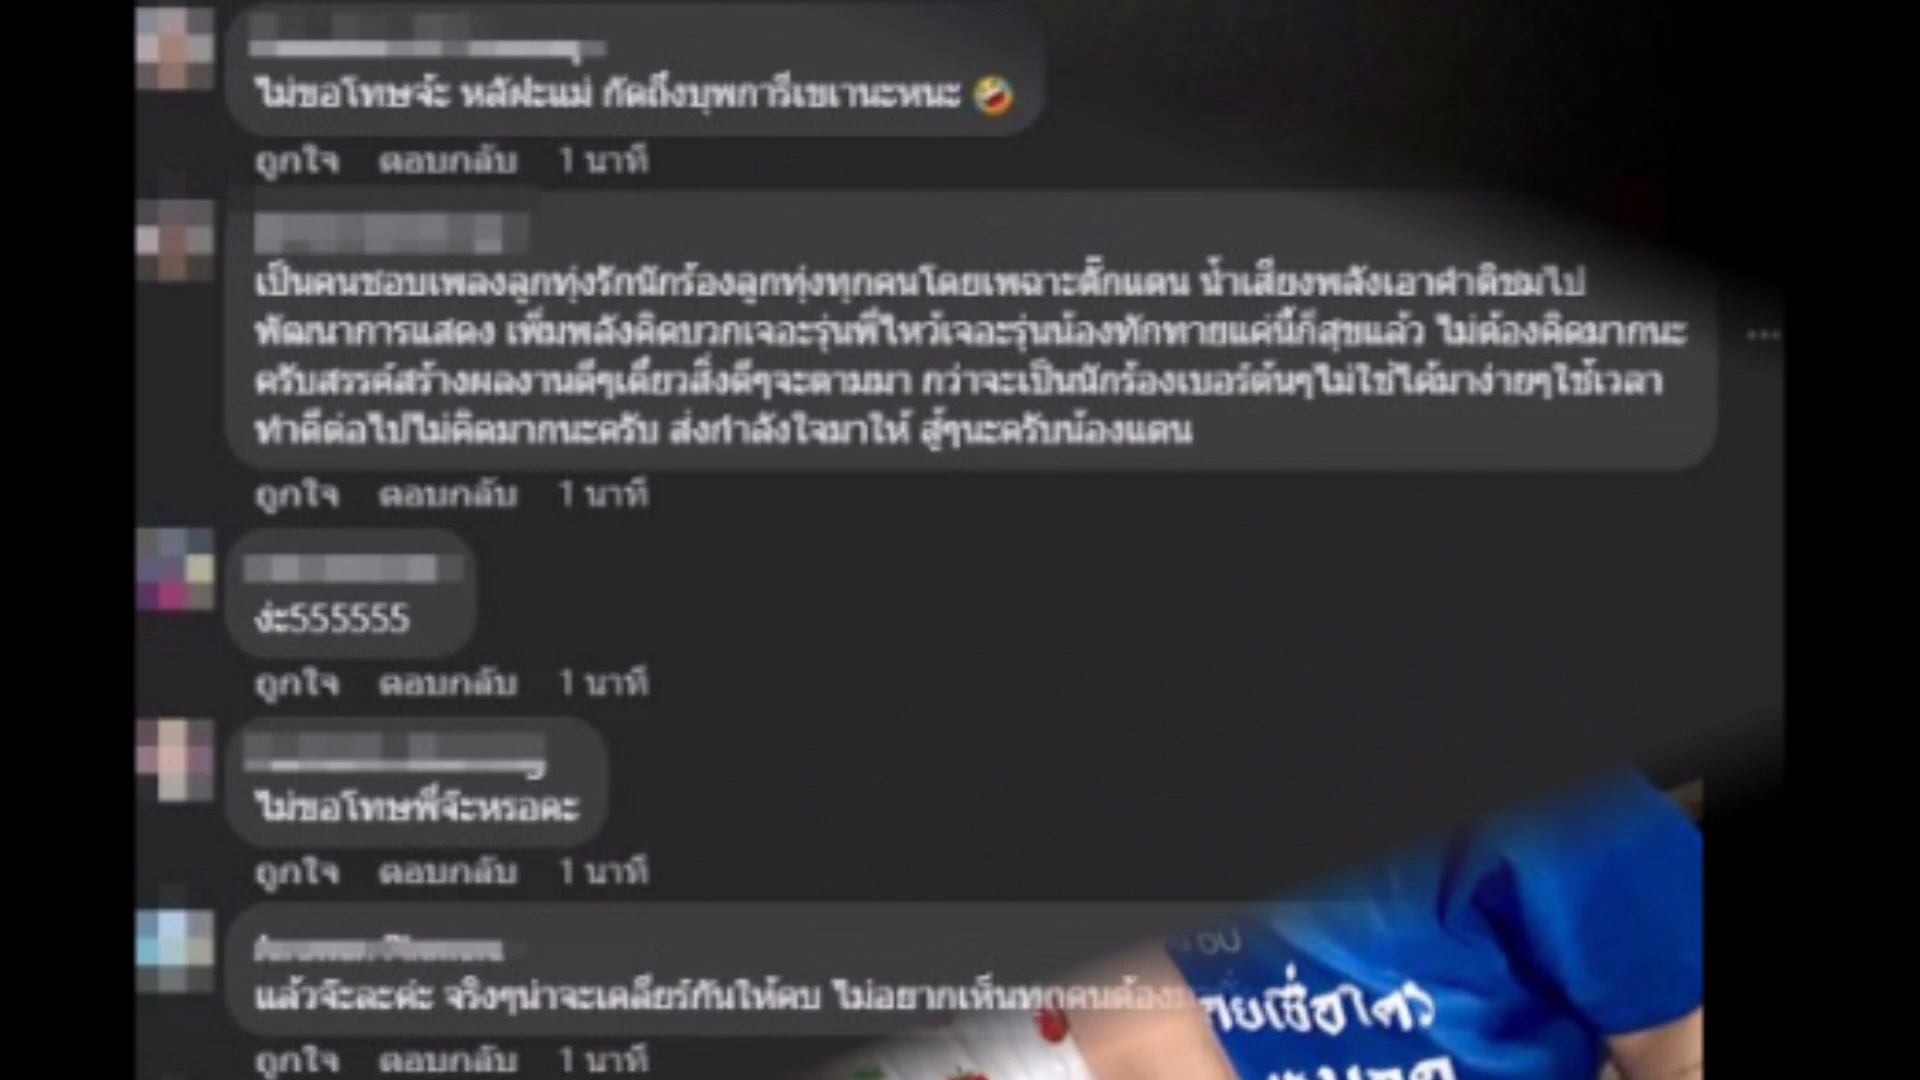 ไม่ขอโทษจ้ะ หลัฝะแม่ กัดถึงบุพการีเขเานะหนะ 🤣
ถูกใจ ตอบกลับ 1 นาที
เป็นคนชอบเพลงลูกทุ่งรักนักร้องลูกทุ่งทุกคนโดยเพฉาะตั๊กแตน น้ำเสียงพลังเอาคำติชมไป
พัฒนาการแสดง เพิ่มพลังคิดบวกเจอะรุ่นพี่ไหว้เจอะรุ่นน้องทักทายแค่นี้ก็สุขแล้ว ไม่ต้องคิดมากนะ
ครับสรรค์สร้างผลงานดีๆเดี๋ยวสิ่งดีๆจะตามมา กว่าจะเป็นนักร้องเบอร์ต้นๆไม่ใช่ได้มาง่ายๆใช้เวลา
ทำดีต่อไปไม่คิดมากนะครับ ส่งกำลังใจมาให้ สู้ๆนะครับน้องแตน
ถูกใจ ตอบกลับ 1 นาที
ง่ะ555555
ถูกใจ ตอบกลับ 1 นาที
ไม่ขอโทษพี่จ๊ะหรอคะ
ถูกใจ ตอบกลับ 1 นาที
แล้วจ๊ะละค่ะ จริงๆน่าจะเคลียร์กันให้คบ ไม่อยากเห็นทุกคนต้อง
ถูกใจ ตอบกลับ 1 นาที